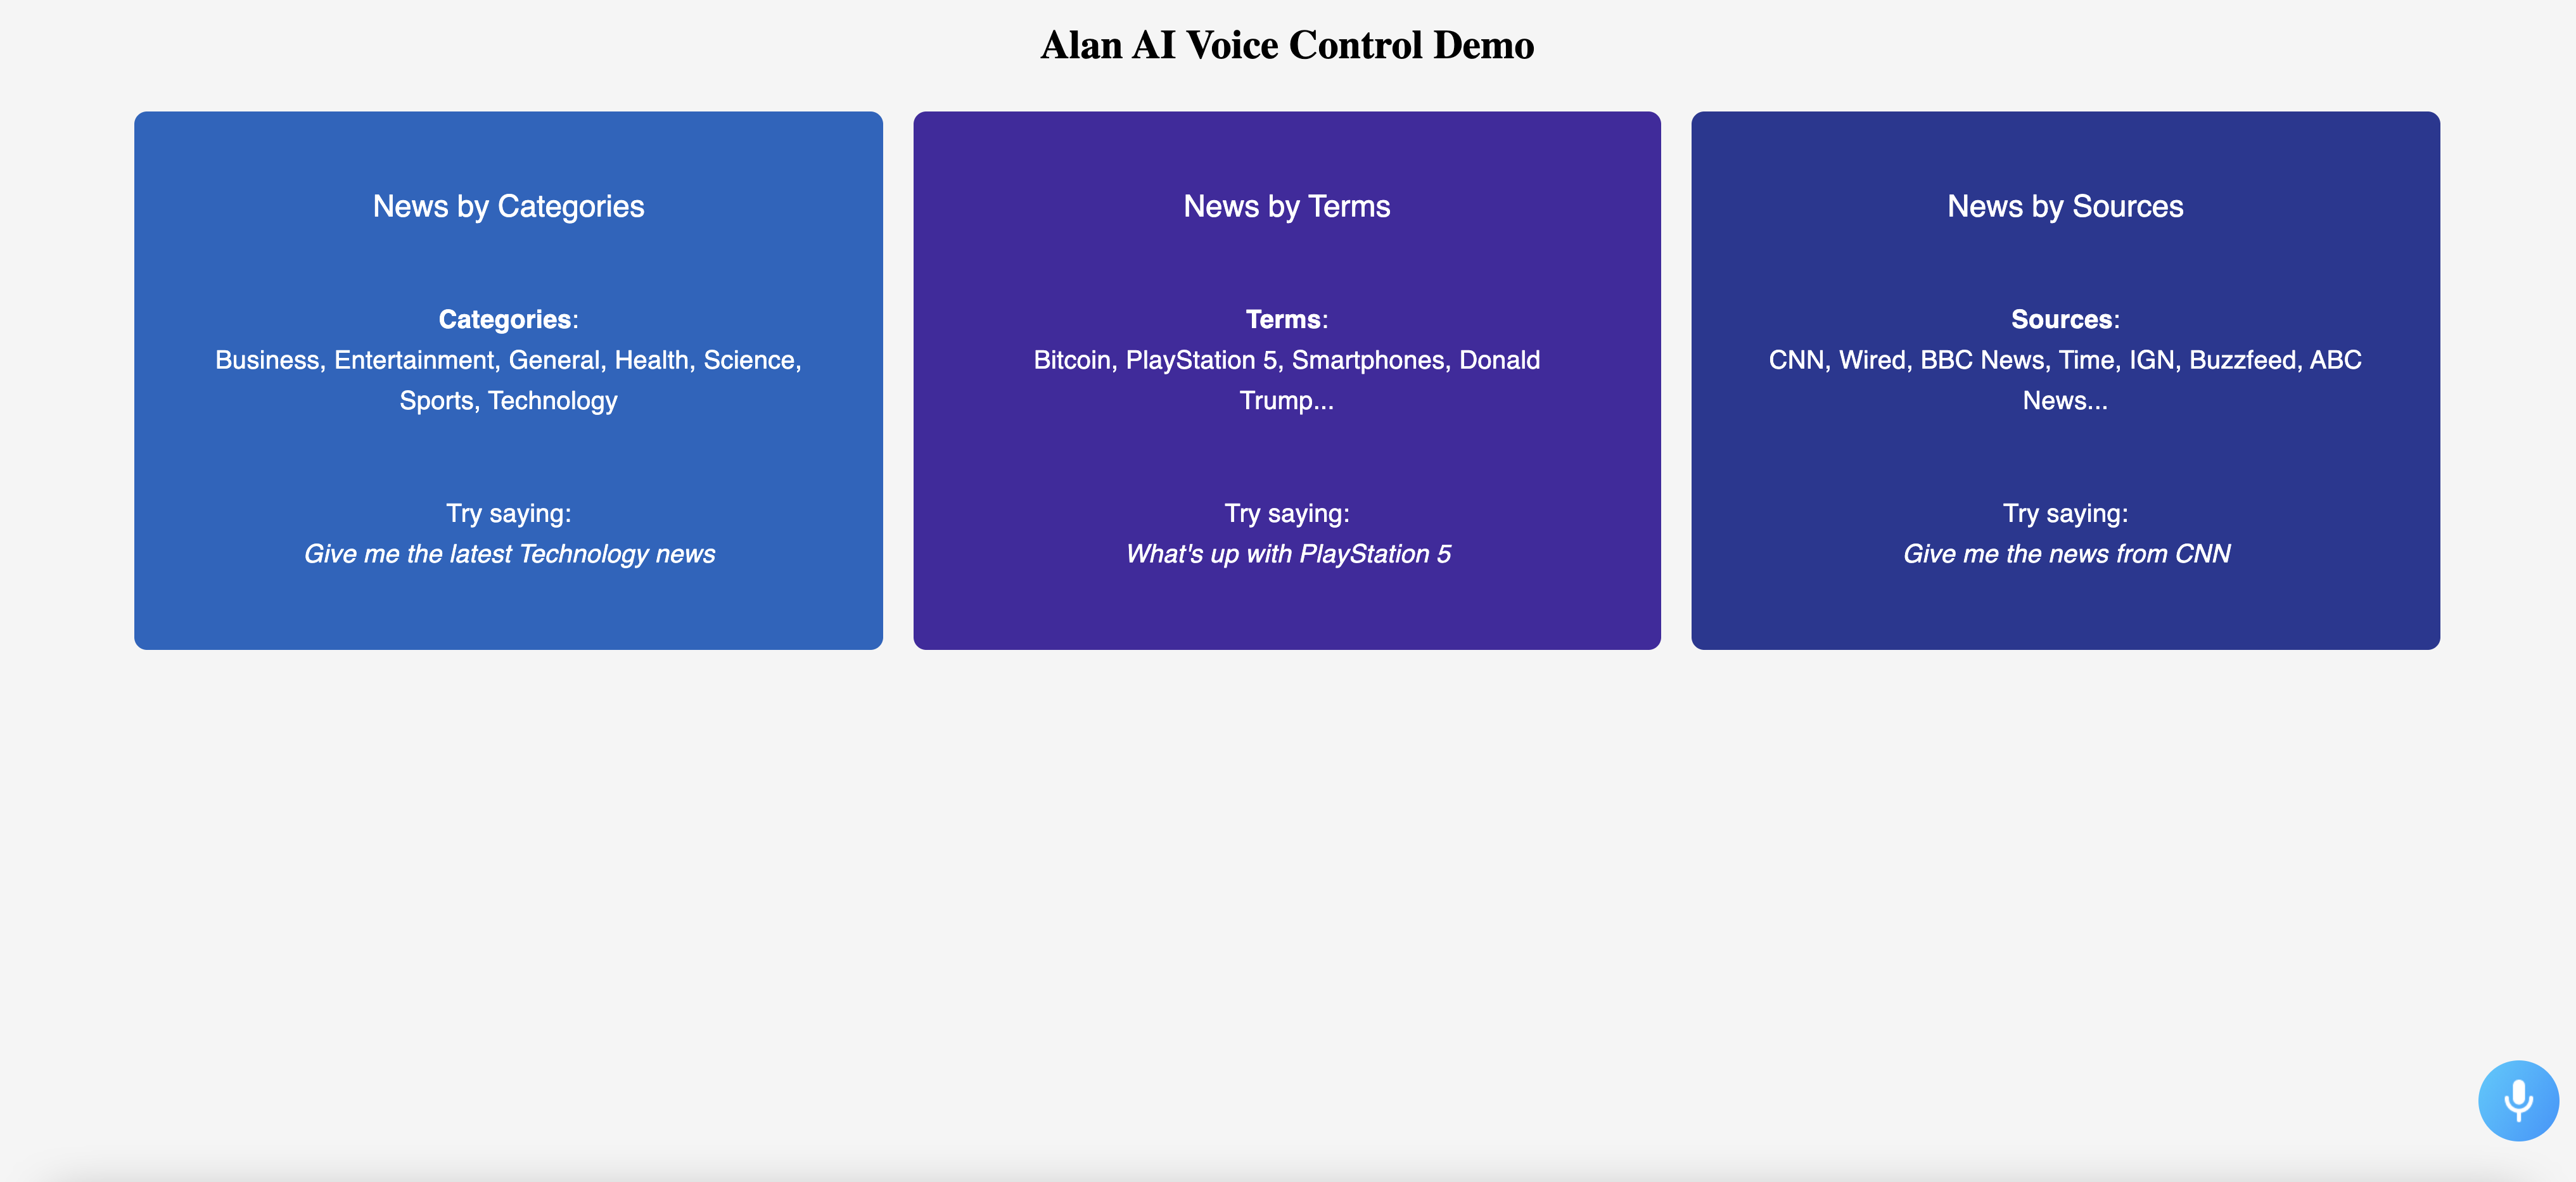 Alan AI Voice Control Demo
News by Categories
Categories:
Business, Entertainment, General, Health, Science,
Sports, Technology
Try saying:
Give me the latest Technology news
News by Terms
Terms:
Bitcoin, PlayStation 5, Smartphones, Donald
Trump...
Try saying:
What's up with PlayStation 5
News by Sources
Sources:
CNN, Wired, BBC News, Time, IGN, Buzzfeed, ABC
News...
Try saying:
Give me the news from CNN